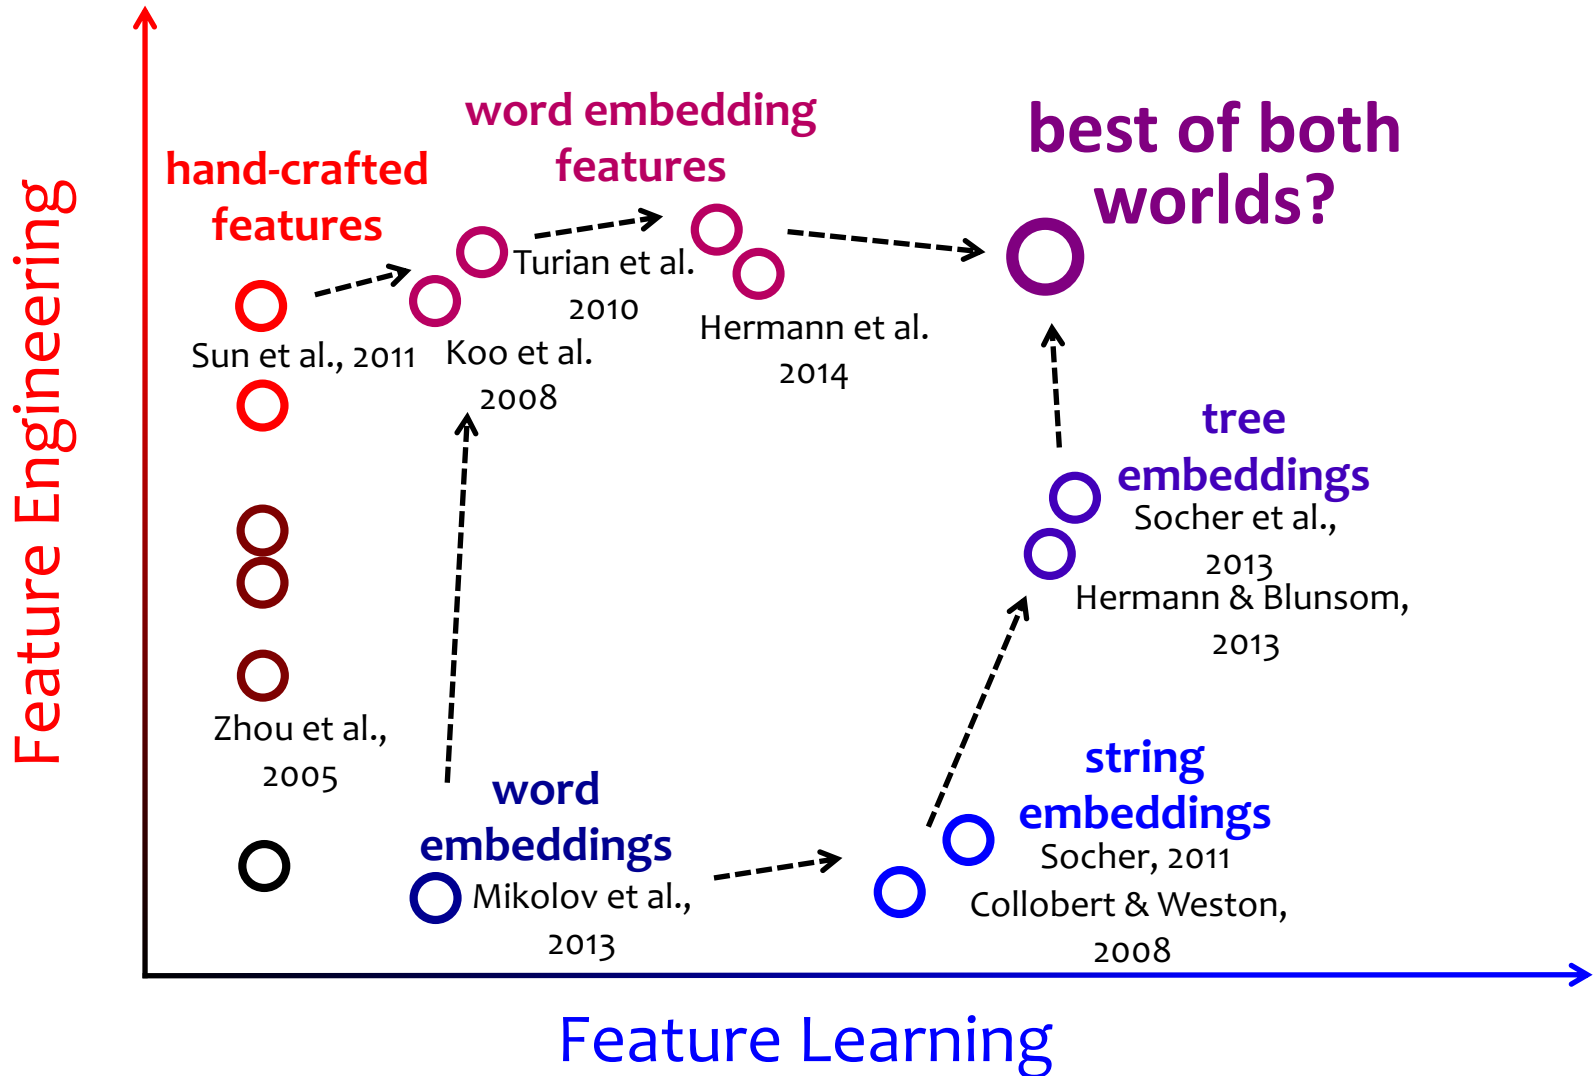 Feature Engineering
hand-crafted
features
Sun et al., 2011
Zhou et al.,
2005
word embedding
features
Turian et al.
2010
Koo et al.
2008
Hermann et al.
2014
best of both
worlds?
tree
embeddings
Socher et al.,
2013
Hermann & Blunsom,
2013
word
embeddings
Mikolov et al.,
2013
string
embeddings
Socher, 2011
Collobert & Weston,
2008
Feature Learning